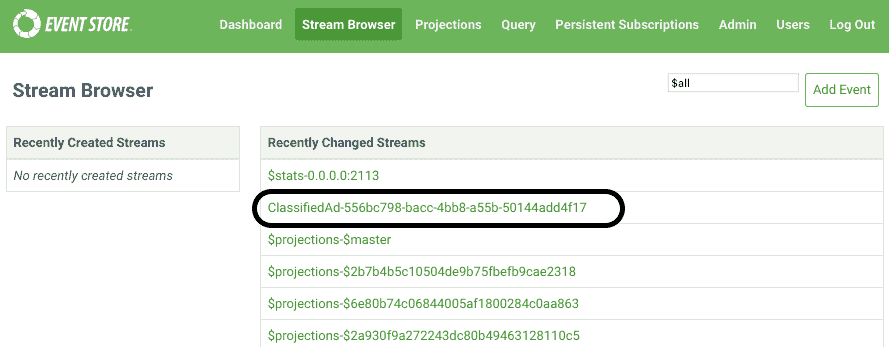 EVENT STORE
Dashboard Stream Browser Projections Query Persistent Subscriptions Admin Users Log Out
Stream Browser
$all
Add Event
Recently Created Streams
No recently created streams
Recently Changed Streams
$stats-0.0.0.0:2113
ClassifiedAd-556bc798-bacc-4bb8-a55b-50144add4f17
$projections-$master
$projections-$2b7b4b5c10504de9b75fbefb9cae2318
$projections-$6e80b74c06844005af1800284c0aa863
$projections-$2a930f9a272243dc80b49463128110c5